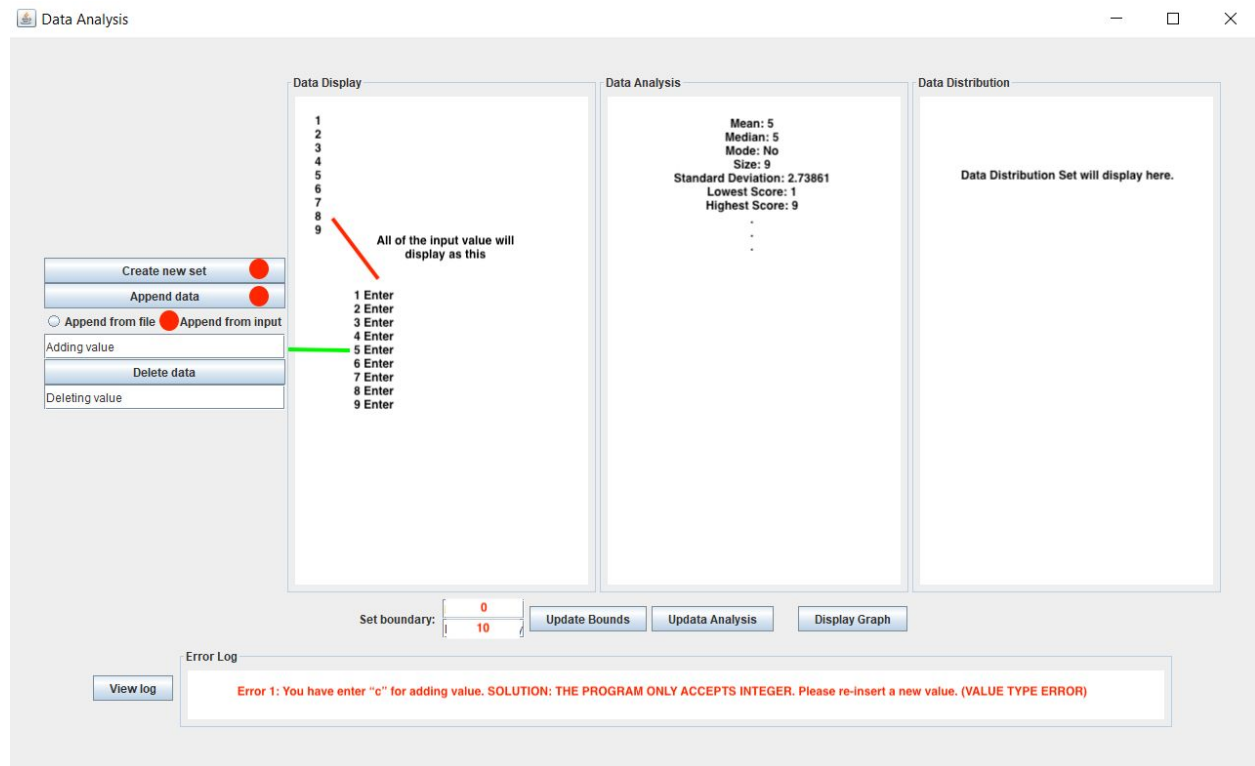 Data Analysis
Data Display
1
2
3
4
5
6
7
8
9
All of the input value will
display as this
1 Enter
2 Enter
3 Enter
4 Enter
5 Enter
6 Enter
7 Enter
8 Enter
9 Enter
Data Analysis
Mean: 5
Median: 5
Mode: No
Size: 9
Standard Deviation: 2.73861
Lowest Score: 1
Highest Score: 9
.
.
.
Data Distribution
Data Distribution Set will display here.
Create new set
Append data
Append from file Append from input
Adding value
Delete data
Deleting value
Set boundary:
0
10
Update Bounds
Updata Analysis
Display Graph
Error Log
View log
Error 1: You have enter “c” for adding value. SOLUTION: THE PROGRAM ONLY ACCEPTS INTEGER. Please re-insert a new value. (VALUE TYPE ERROR)